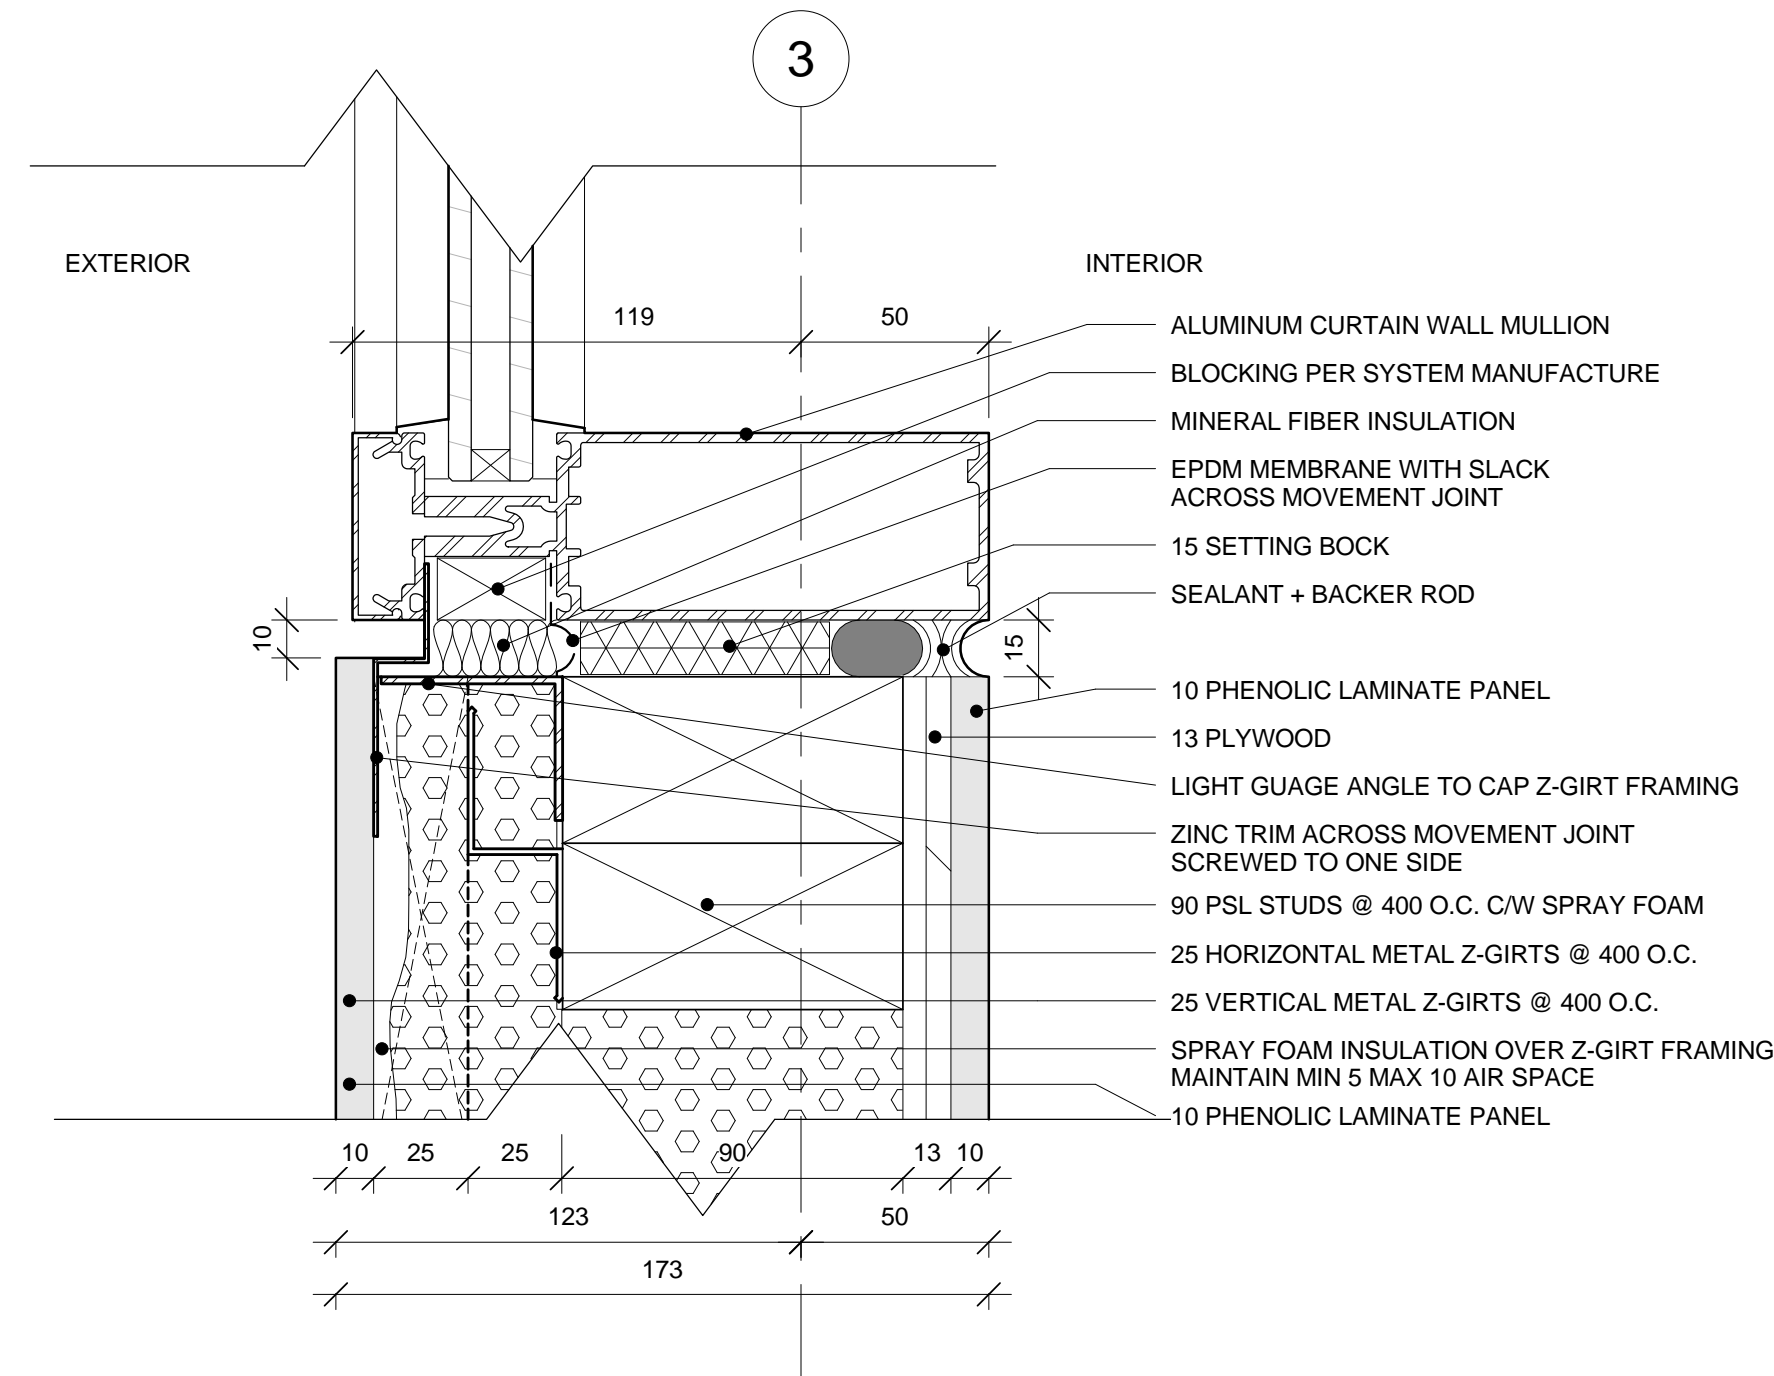 3
EXTERIOR
INTERIOR
119
50
ALUMINUM CURTAIN WALL MULLION
BLOCKING PER SYSTEM MANUFACTURE
MINERAL FIBER INSULATION
EPDM MEMBRANE WITH SLACK
ACROSS MOVEMENT JOINT
15 SETTING BOCK
SEALANT + BACKER ROD
10
15
10 PHENOLIC LAMINATE PANEL
13 PLYWOOD
LIGHT GUAGE ANGLE TO CAP Z-GIRT FRAMING
ZINC TRIM ACROSS MOVEMENT JOINT
SCREWED TO ONE SIDE
90 PSL STUDS @ 400 O.C. C/W SPRAY FOAM
25 HORIZONTAL METAL Z-GIRTS @ 400 O.C.
25 VERTICAL METAL Z-GIRTS @ 400 O.C.
SPRAY FOAM INSULATION OVER Z-GIRT FRAMING
MAINTAIN MIN 5 MAX 10 AIR SPACE
10 PHENOLIC LAMINATE PANEL
10 25 25 90 13 10
123 50
173